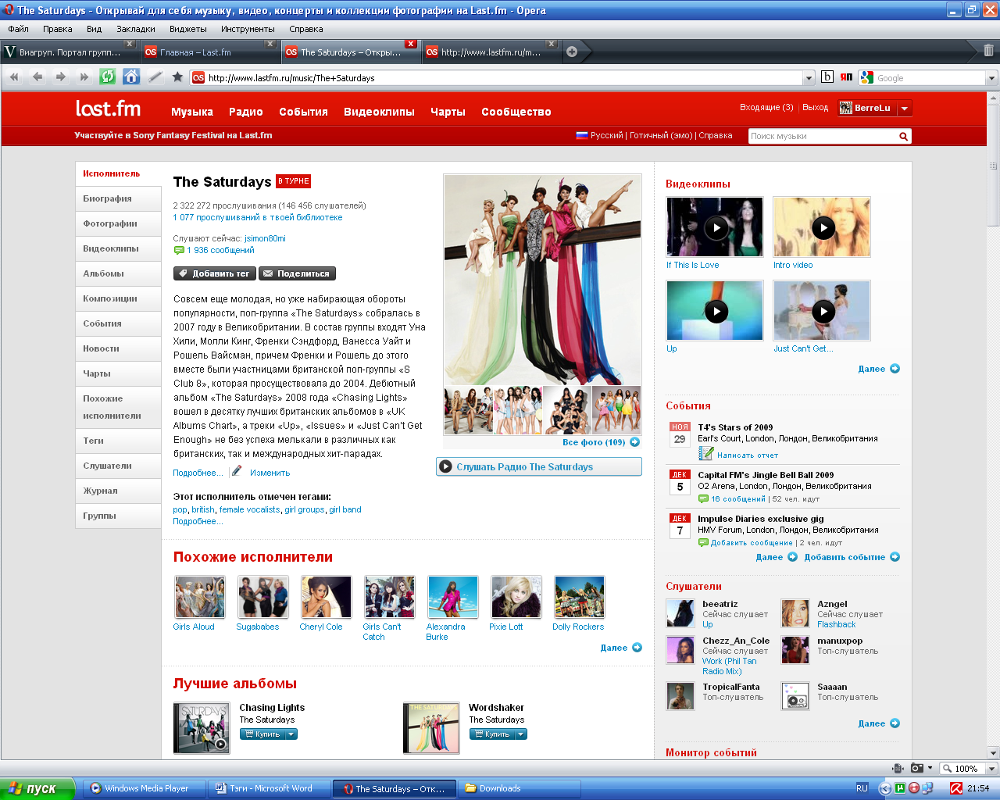 The Saturdays - Открывай для себя музыку, видео, концерты и коллекции фотографии на Last.fm - Opera
Файл Правка Вид Закладки Виджеты Инструменты Справка
Виагруп. Портал групп...
Главная – Last.fm
The Saturdays – Откры...
http://www.lastfm.ru/m...
http://www.lastfm.ru/music/The+Saturdays
Google
last.fm
Музыка Радио События Видеоклипы Чарты Сообщество
Входящие (3) | Выход
BerreLu
Участвуйте в Sony Fantasy Festival на Last.fm
Русский | Готичный (эмо) | Справка
Поиск музыки
Исполнитель
Биография
Фотографии
Видеоклипы
Альбомы
Композиции
События
Новости
Чарты
Похожие
исполнители
Теги
Слушатели
Журнал
Группы
The Saturdays В ТУРНЕ
2 322 272 прослушивания (146 456 слушателей)
1 077 прослушиваний в твоей библиотеке
Слушают сейчас: jsimon80mi
1 936 сообщений
Добавить тег Поделиться
Совсем еще молодая, но уже набирающая обороты
популярности, поп-группа «The Saturdays» собралась в
2007 году в Великобритании. В состав группы входят Уна
Хили, Молли Кинг, Френки Сэндфорд, Ванесса Уайт и
Рошель Вайсман, причем Френки и Рошель до этого
вместе были участницами британской поп-группы «S
Club 8», которая просуществовала до 2004. Дебютный
альбом «The Saturdays» 2008 года «Chasing Lights»
вошел в десятку лучших британских альбомов в «UK
Albums Chart», а треки «Up», «Issues» и «Just Can't Get
Enough» не без успеха мелькали в различных как
британских, так и международных хит-парадах.
Подробнее... | Изменить
Этот исполнитель отмечен тегами:
pop, british, female vocalists, girl groups, girl band
Подробнее...
Все фото (109)
Слушать Радио The Saturdays
Похожие исполнители
Girls Aloud
Sugababes
Cheryl Cole
Girls Can't
Catch
Alexandra
Burke
Pixie Lott
Dolly Rockers
Далее
Лучшие альбомы
SATURDAYS
Chasing Lights
The Saturdays
Купить
THE SATURDAYS
Wordshaker
The Saturdays
Купить
Видеоклипы
If This Is Love
Intro video
Up
Just Can't Get...
Далее
События
НОЯ
29
T4's Stars of 2009
Earl's Court, London, Лондон, Великобритания
Написать отчет
ДЕК
5
Capital FM's Jingle Bell Ball 2009
O2 Arena, London, Лондон, Великобритания
16 сообщений | 52 чел. идут
ДЕК
7
Impulse Diaries exclusive gig
HMV Forum, London, Лондон, Великобритания
Добавить сообщение | 2 чел. идут
Далее Добавить событие
Слушатели
beeatriz
Сейчас слушает
Up
Azngel
Сейчас слушает
Flashback
Chezz_An_Cole
Сейчас слушает
Work (Phil Tan
Radio Mix)
manuxpop
Топ-слушатель
TropicalFanta
Топ-слушатель
Saaaan
Топ-слушатель
Далее
Монитор событий
100%
пуск
Windows Media Player
Тэги - Microsoft Word
The Saturdays – Отк...
Downloads
RU
21:54